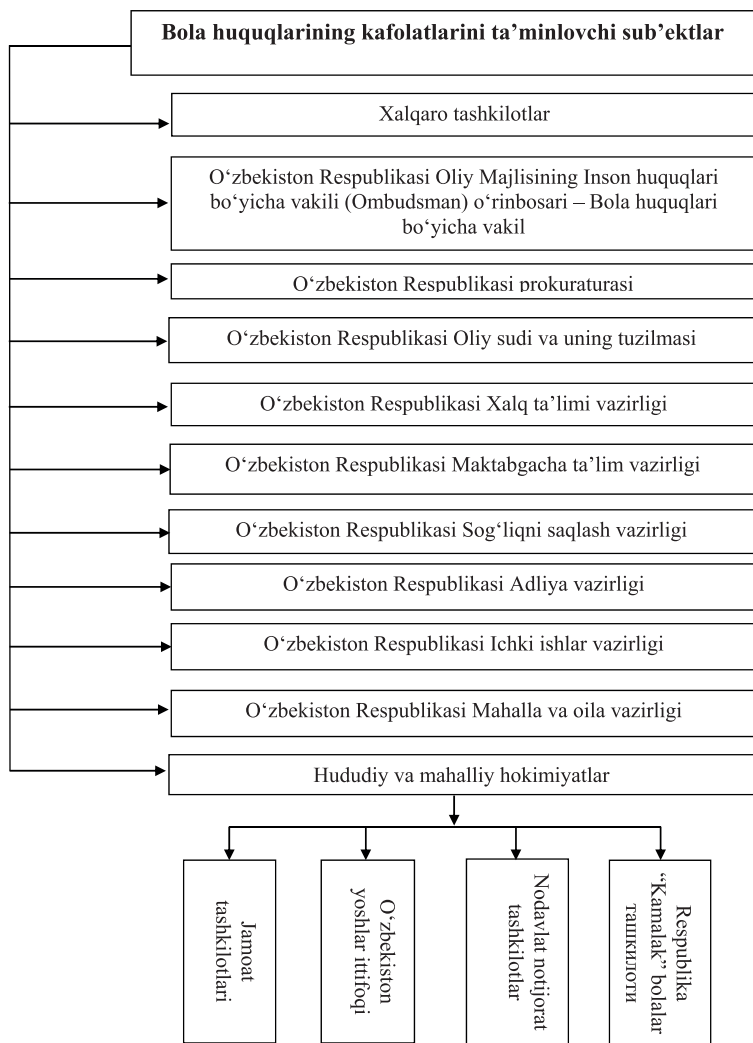 Bola huquqlarining kafolatlarini ta’minlovchi sub’ektlar
Xalqaro tashkilotlar
O‘zbekiston Respublikasi Oliy Majlisining Inson huquqlari
bo‘yicha vakili (Ombudsman) o‘rinbosari – Bola huquqlari
bo‘yicha vakil
O‘zbekiston Respublikasi prokuraturasi
O‘zbekiston Respublikasi Oliy sudi va uning tuzilmasi
O‘zbekiston Respublikasi Xalq ta’limi vazirligi
O‘zbekiston Respublikasi Maktabgacha ta’lim vazirligi
O‘zbekiston Respublikasi Sog‘liqni saqlash vazirligi
O‘zbekiston Respublikasi Adliya vazirligi
O‘zbekiston Respublikasi Ichki ishlar vazirligi
O‘zbekiston Respublikasi Mahalla va oila vazirligi
Hududiy va mahalliy hokimiyatlar
Jamoat
tashkilotlari
O‘zbekiston
yoshlar ittifoqi
Nodavlat notijorat
tashkilotlar
Respublika
“Kamalak” bolalar
ташкилоти